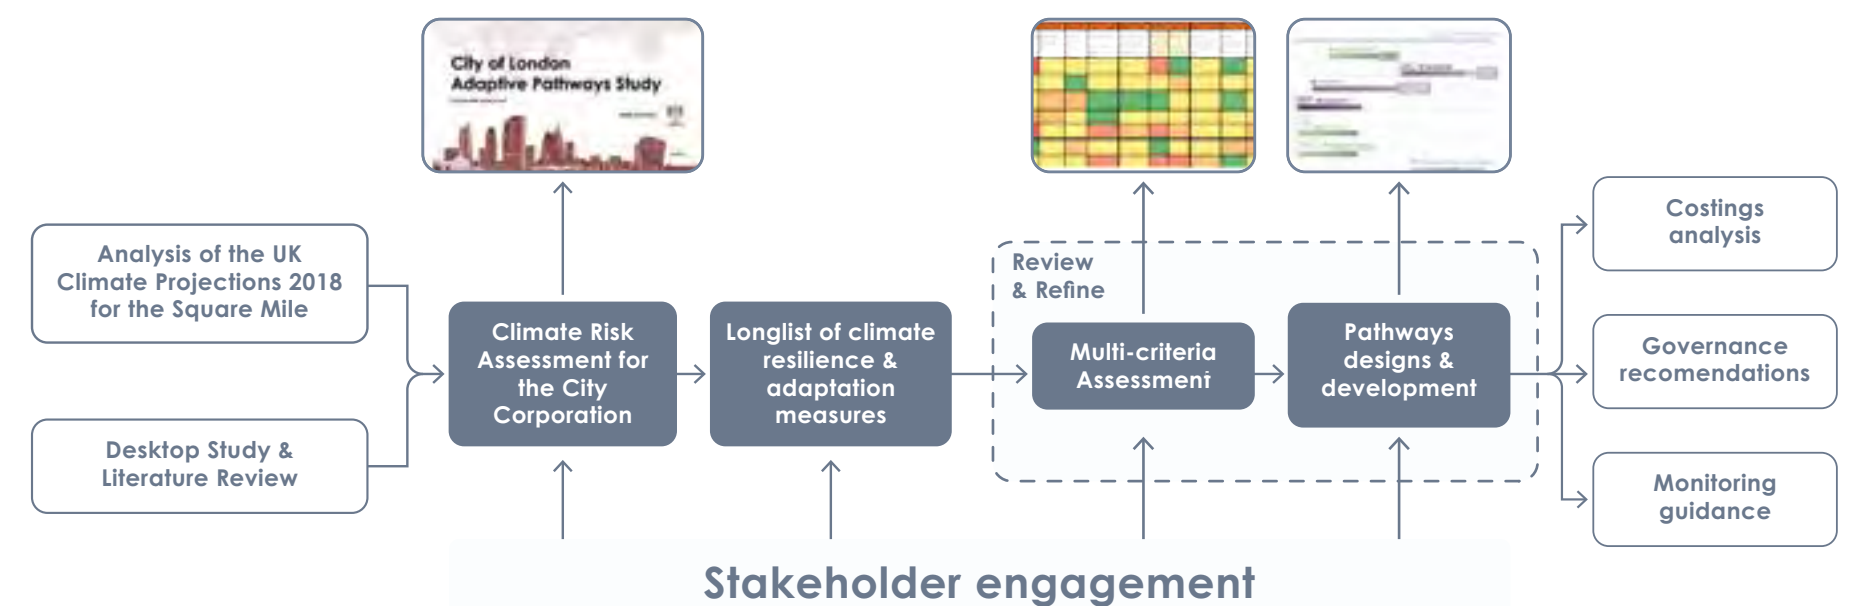 City of London
Adaptive Pathways Study
Analysis of the UK
Climate Projections 2018
for the Square Mile
Desktop Study &
Literature Review
Climate Risk
Assessment for
the City
Corporation
Longlist of climate
resilience &
adaptation
measures
Review
& Refine
Multi-criteria
Assessment
Pathways
designs &
development
Costings
analysis
Governance
recomendations
Monitoring
guidance
Stakeholder engagement